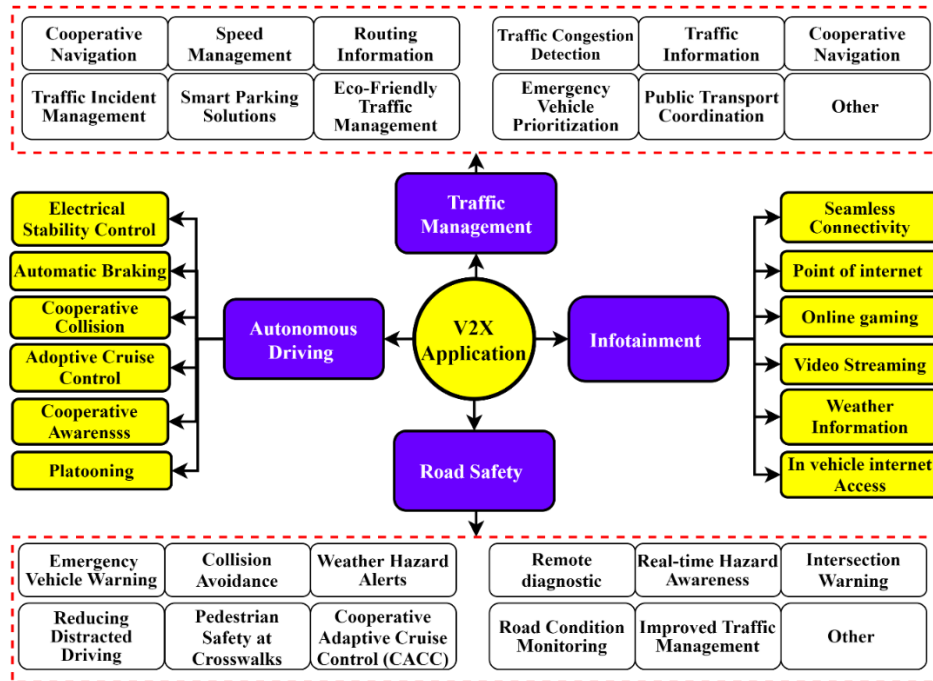 Cooperative
Navigation
Speed
Management
Routing
Information
Traffic Congestion
Detection
Traffic
Information
Cooperative
Navigation
Traffic Incident
Management
Smart Parking
Solutions
Eco-Friendly
Traffic
Management
Emergency
Vehicle
Prioritization
Public Transport
Coordination
Other
Traffic
Management
Electrical
Stability Control
Automatic Braking
Cooperative
Collision
Adoptive Cruise
Control
Cooperative
Awarensss
Platooning
Autonomous
Driving
V2X
Application
Infotainment
Seamless
Connectivity
Point of internet
Online gaming
Video Streaming
Weather
Information
In vehicle internet
Access
Road Safety
Emergency
Vehicle Warning
Collision
Avoidance
Weather Hazard
Alerts
Remote
diagnostic
Real-time Hazard
Awareness
Intersection
Warning
Reducing
Distracted
Driving
Pedestrian
Safety at
Crosswalks
Cooperative
Adaptive Cruise
Control (CACC)
Road Condition
Monitoring
Improved Traffic
Management
Other